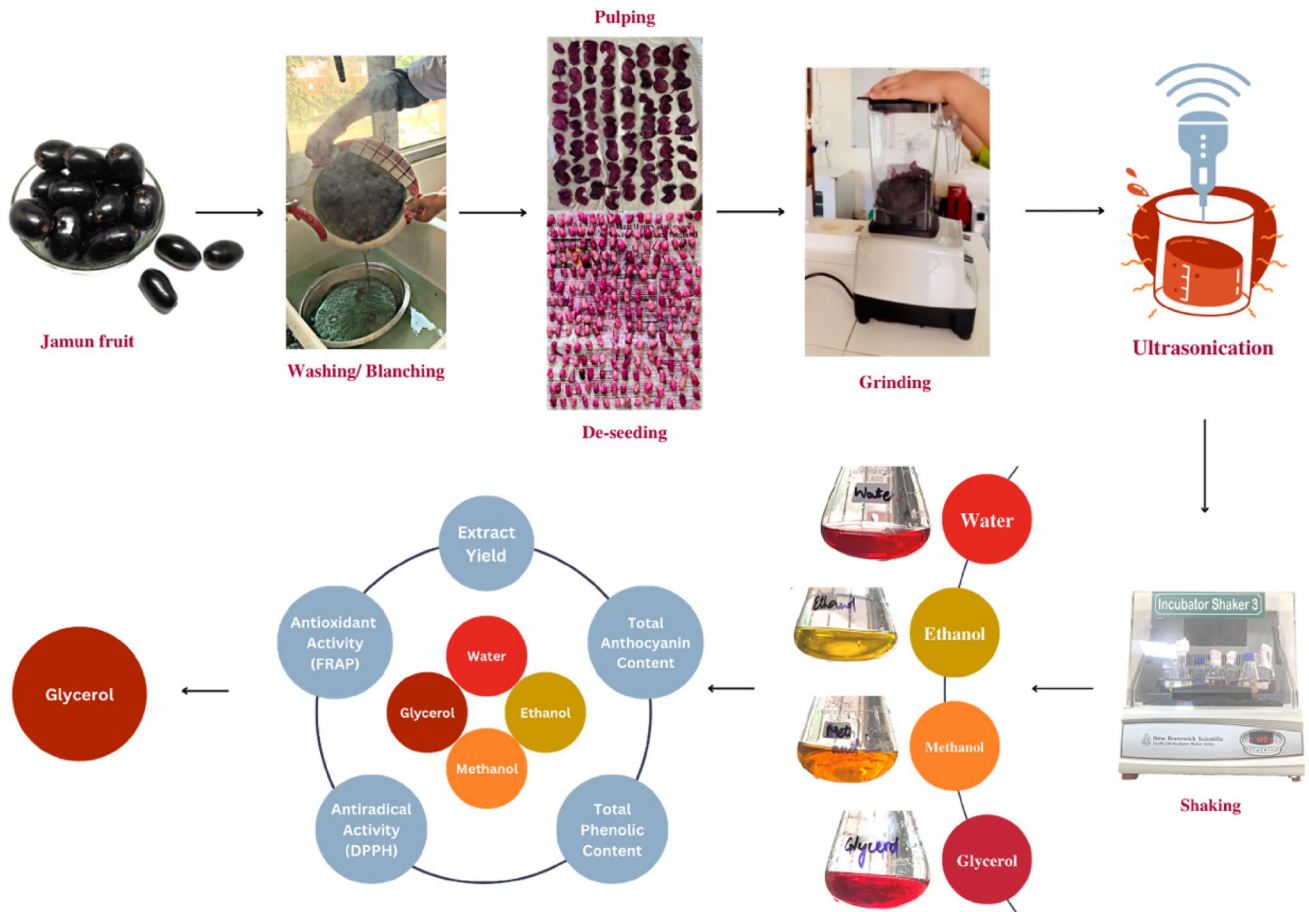 Pulping
Jamun fruit
Washing/ Blanching
De-seeding
Grinding
Ultrasonication
Incubator Shaker 3
New Brunswick Scientific
Shaking
Water
Ethanol
Ethanol
Methanol
Glycerol
Glycerol
Extract
Yield
Total
Anthocyanin
Content
Total
Phenolic
Content
Antiradical
Activity
(DPPH)
Antioxidant
Activity
(FRAP)
Water
Ethanol
Methanol
Glycerol
Glycerol